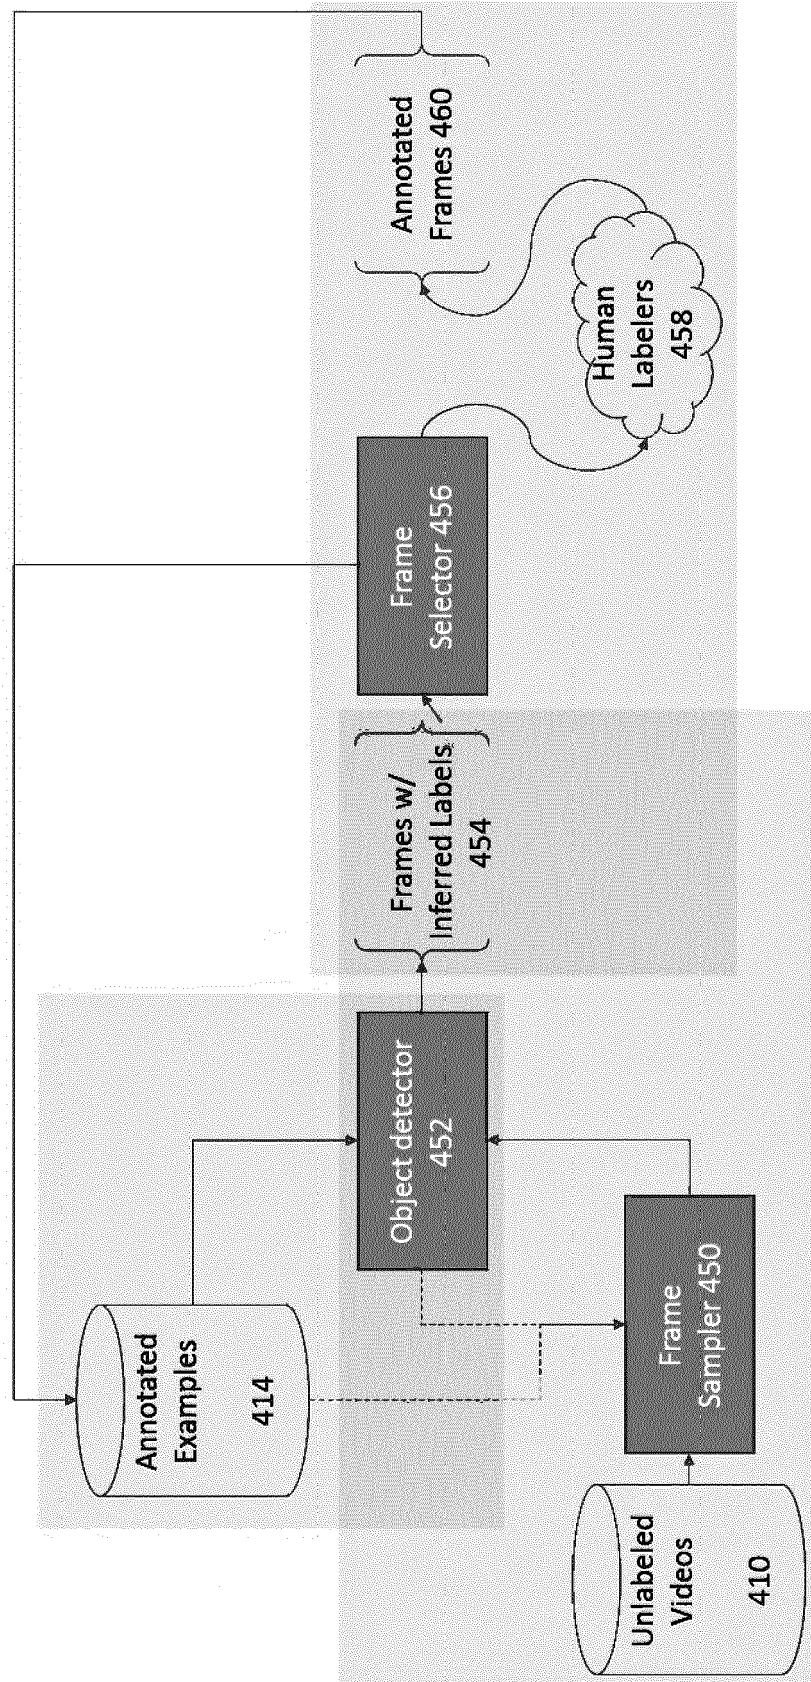 Annotated
Examples
414
Unlabeled
Videos
410
Frame
Sampler 450
Object detector
452
Frames w/
Inferred Labels
454
Frame
Selector 456
Human
Labelers
458
Annotated
Frames 460